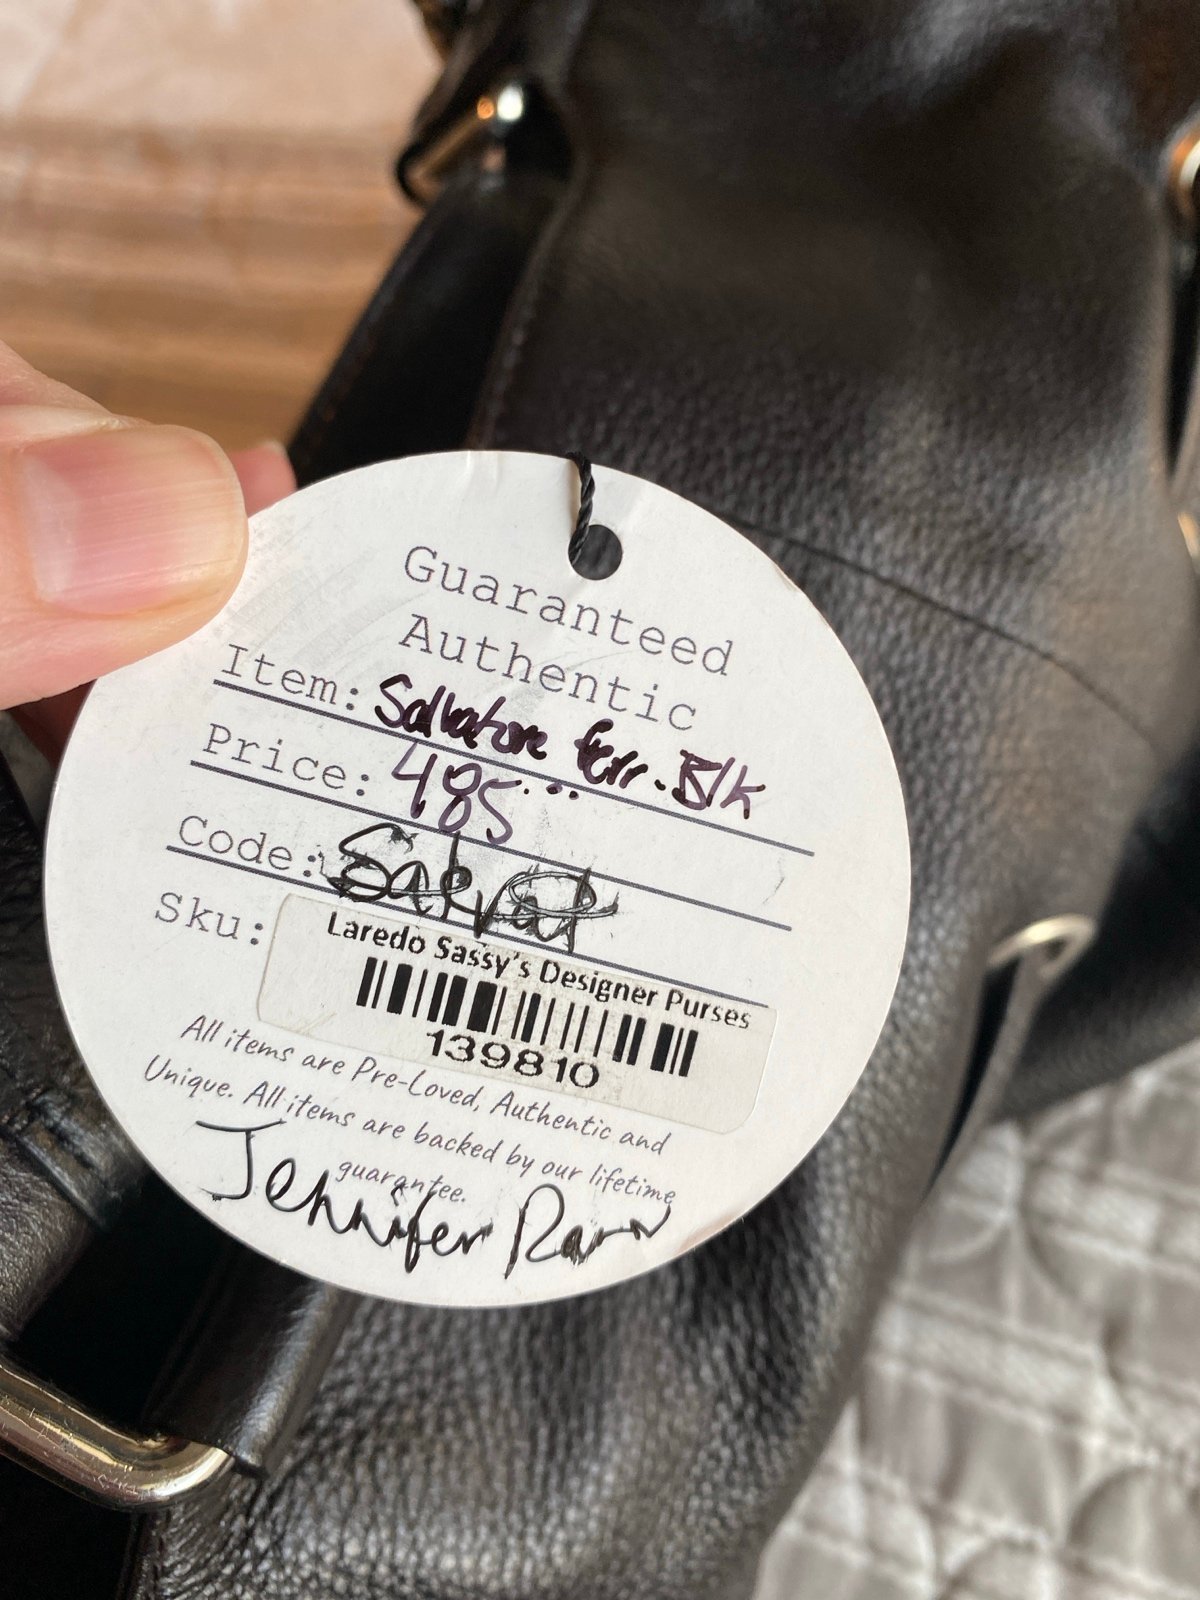 Guaranteed
Authentic
Item: Salvatore Ferr. Blk
Price: 485...
Code:
Sku:
Laredo Sassy's Designer Purses
139810
All items are Pre-Loved, Authentic and
Unique. All items are backed by our lifetime
guarantee.
Jennifer